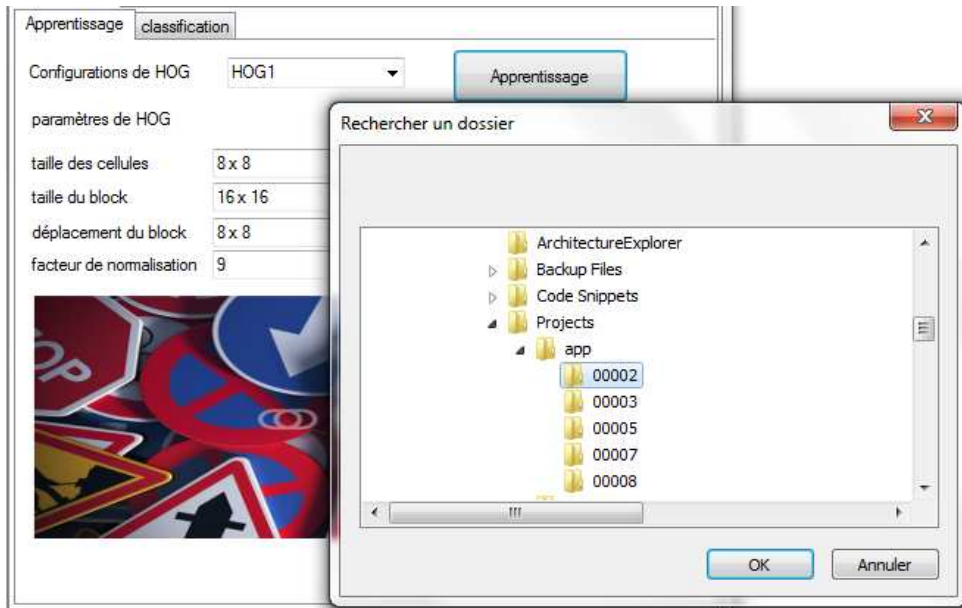 Apprentissage classification
Configurations de HOG HOG1 Apprentissage
paramètres de HOG
taille des cellules 8 x 8
taille du block 16 x 16
déplacement du block 8 x 8
facteur de normalisation 9
OP
Rechercher un dossier
ArchitectureExplorer
Backup Files
Code Snippets
Projects
app
00002
00003
00005
00007
00008
OK Annuler